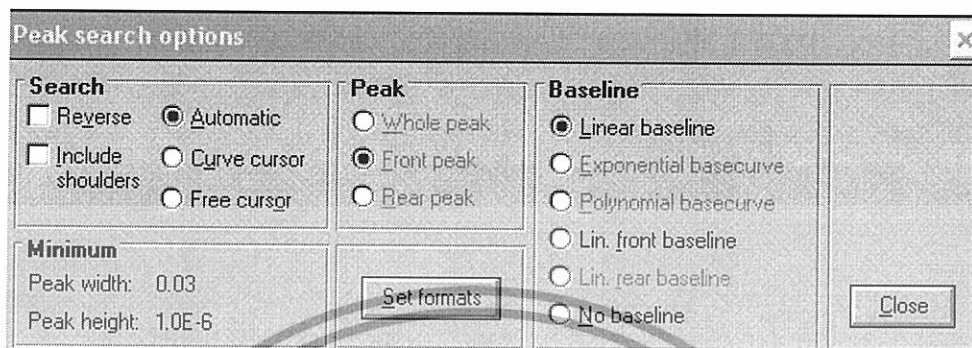 Peak search options
Search
Reverse
Automatic
Include
shoulders
Curve cursor
Free cursor
Minimum
Peak width: 0.03
Peak height: 1.0E-6
Peak
Whole peak
Front peak
Rear peak
Set formats
Baseline
Linear baseline
Exponential basecurve
Polynomial basecurve
Lin. front baseline
Lin. rear baseline
No baseline
Close